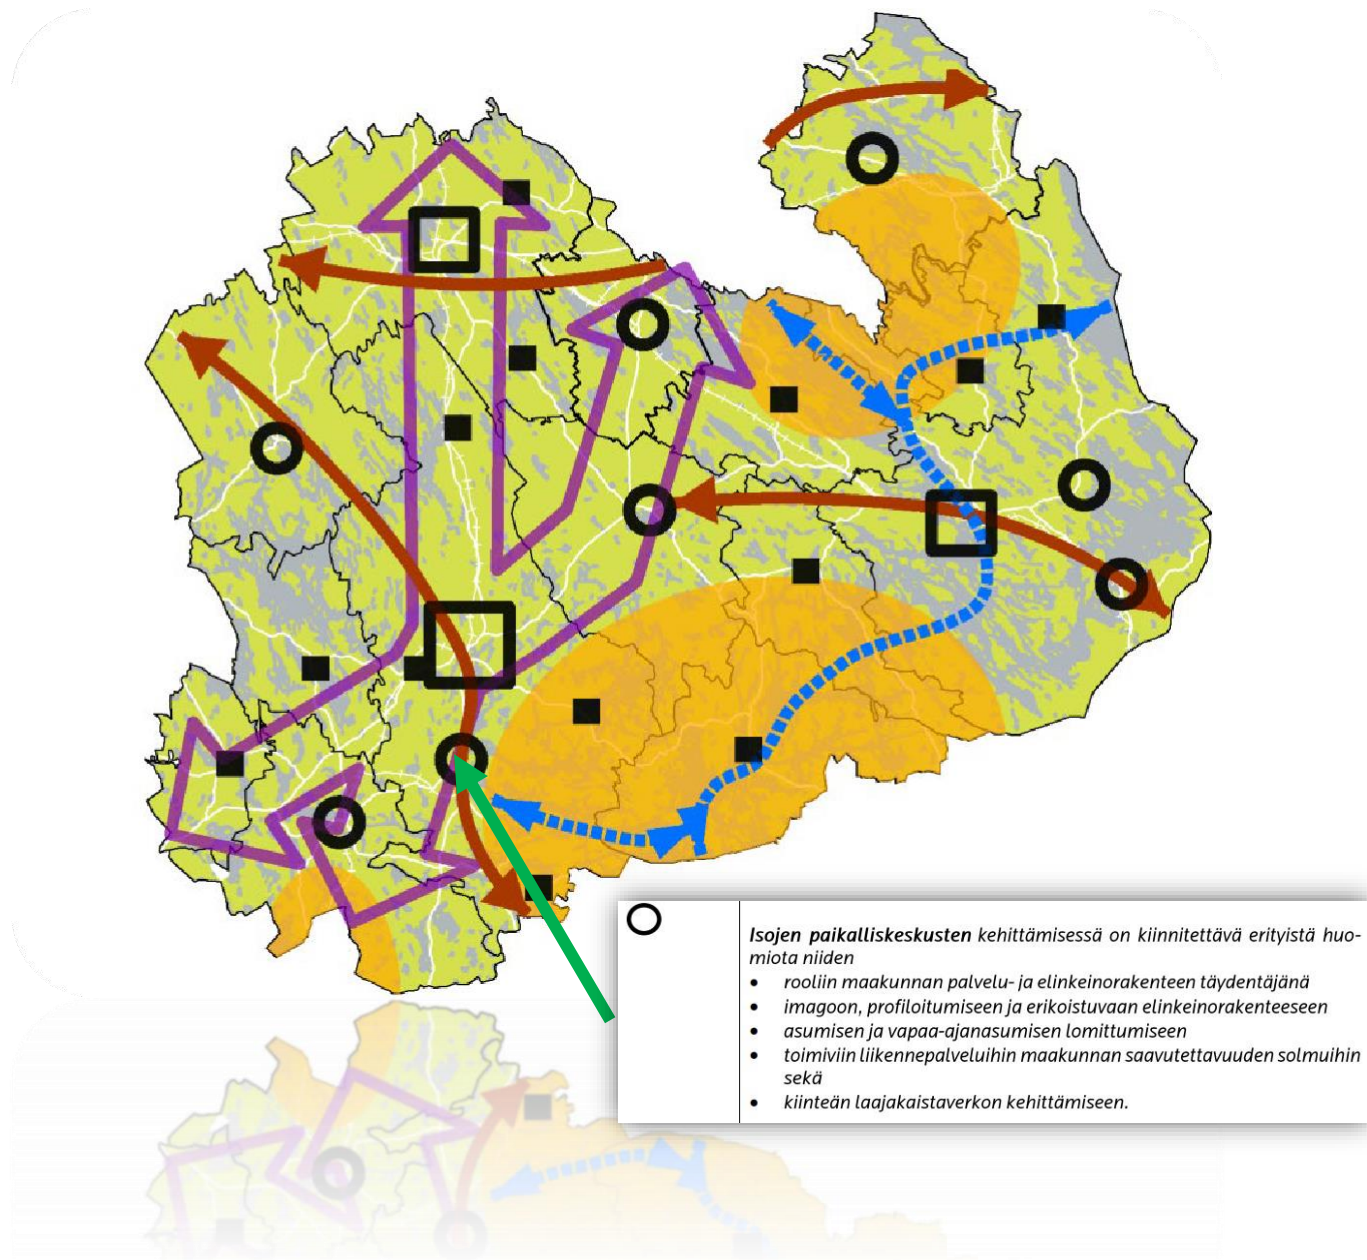 Isojen paikalliskeskusten kehittämisessä on kiinnitettävä erityistä huo-
miota niiden
• rooliin maakunnan palvelu- ja elinkeinorakenteen täydentäjänä
• imagoon, profiloitumiseen ja erikoistuvaan elinkeinorakenteeseen
• asumisen ja vapaa-ajanasumisen lomittumiseen
• toimiviin liikennepalveluihin maakunnan saavutettavuuden solmuihin
sekä
• kiinteän laajakaistaverkon kehittämiseen.